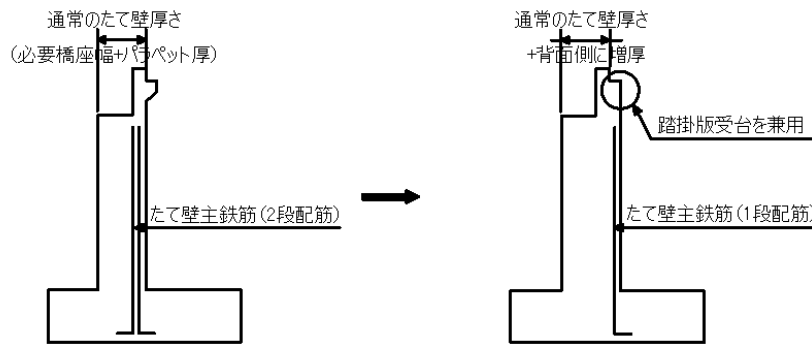 通常のたて壁厚さ
(必要橋座幅+パラペット厚)
たて壁主鉄筋(2段配筋)
通常のたて壁厚さ
+背面側に増厚
踏掛版受台を兼用
たて壁主鉄筋(1段配筋)